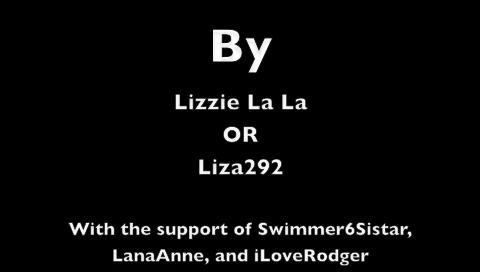 By
Lizzie La La
OR
Liza292
With the support of Swimmer6Sistar,
LanaAnne, and iLoveRodger